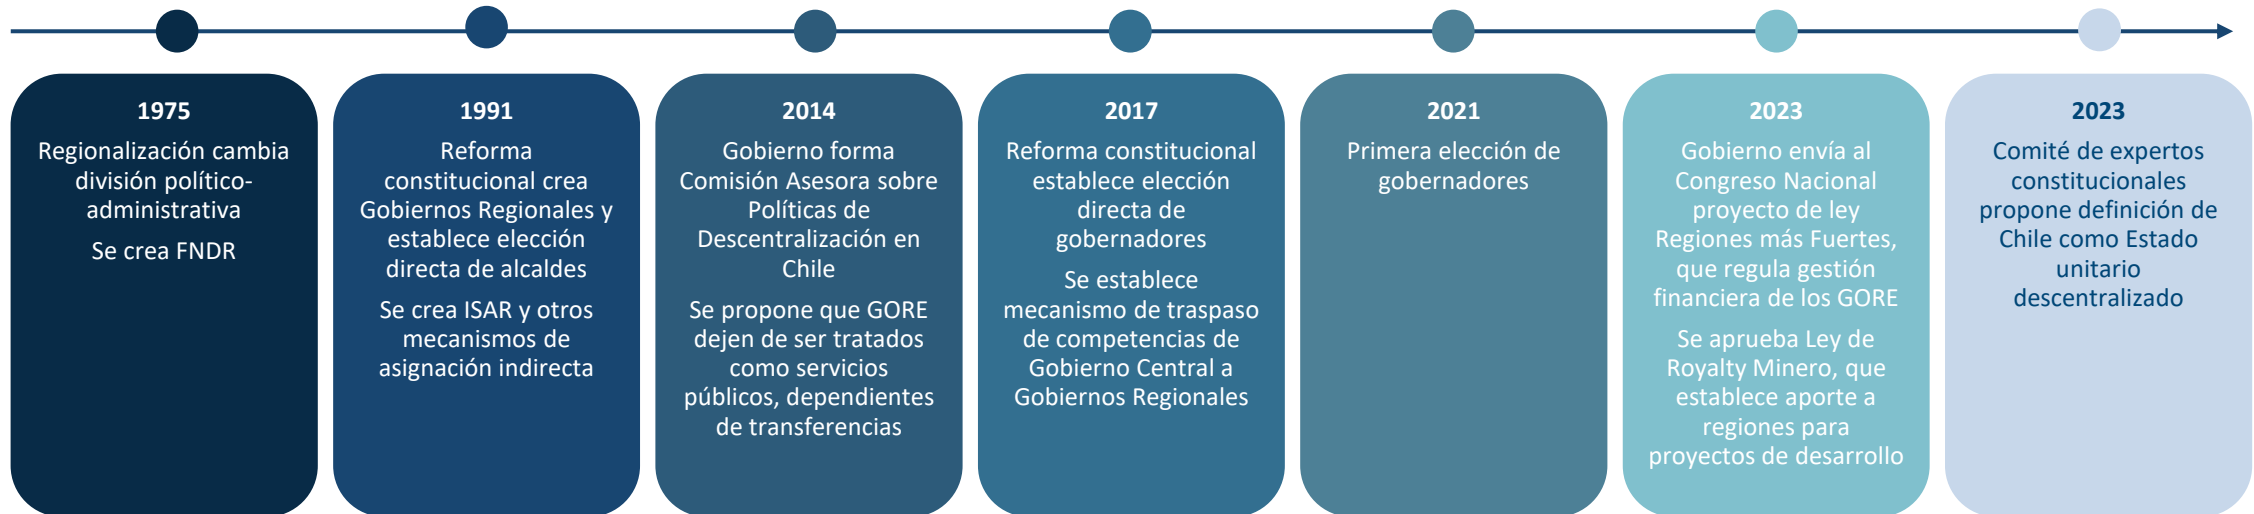 1975
Regionalización cambia
división político-
administrativa
Se crea FNDR
1991
Reforma
constitucional crea
Gobiernos Regionales y
establece elección
directa de alcaldes
Se crea ISAR y otros
mecanismos de
asignación indirecta
2014
Gobierno forma
Comisión Asesora sobre
Políticas de
Descentralización en
Chile
Se propone que GORE
dejen de ser tratados
como servicios
públicos, dependientes
de transferencias
2017
Reforma constitucional
establece elección
directa de
gobernadores
Se establece
mecanismo de traspaso
de competencias de
Gobierno Central a
Gobiernos Regionales
2021
Primera elección de
gobernadores
2023
Gobierno envía al
Congreso Nacional
proyecto de ley
Regiones más Fuertes,
que regula gestión
financiera de los GORE
Se aprueba Ley de
Royalty Minero, que
establece aporte a
regiones para
proyectos de desarrollo
2023
Comité de expertos
constitucionales
propone definición de
Chile como Estado
unitario
descentralizado